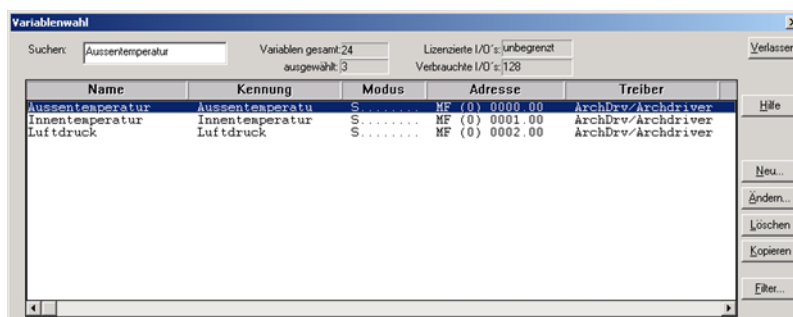 Variablenwahl
Suchen: Aussentemperatur Variablen gesamt: 24 Lizenzierte I/O´s: unbegrenzt Verlassen
ausgewählt: 3 Verbrauchte I/O´s: 128
Name Kennung Modus Adresse Treiber
Aussentemperatur Aussentemperatu S........ MF (0) 0000.00 ArchDrv/Archdriver
Innentemperatur Innentemperatur S........ MF (0) 0001.00 ArchDrv/Archdriver
Luftdruck Luftdruck S........ MF (0) 0002.00 ArchDrv/Archdriver
Hilfe
Neu...
Ändern...
Löschen
Kopieren
Filter...